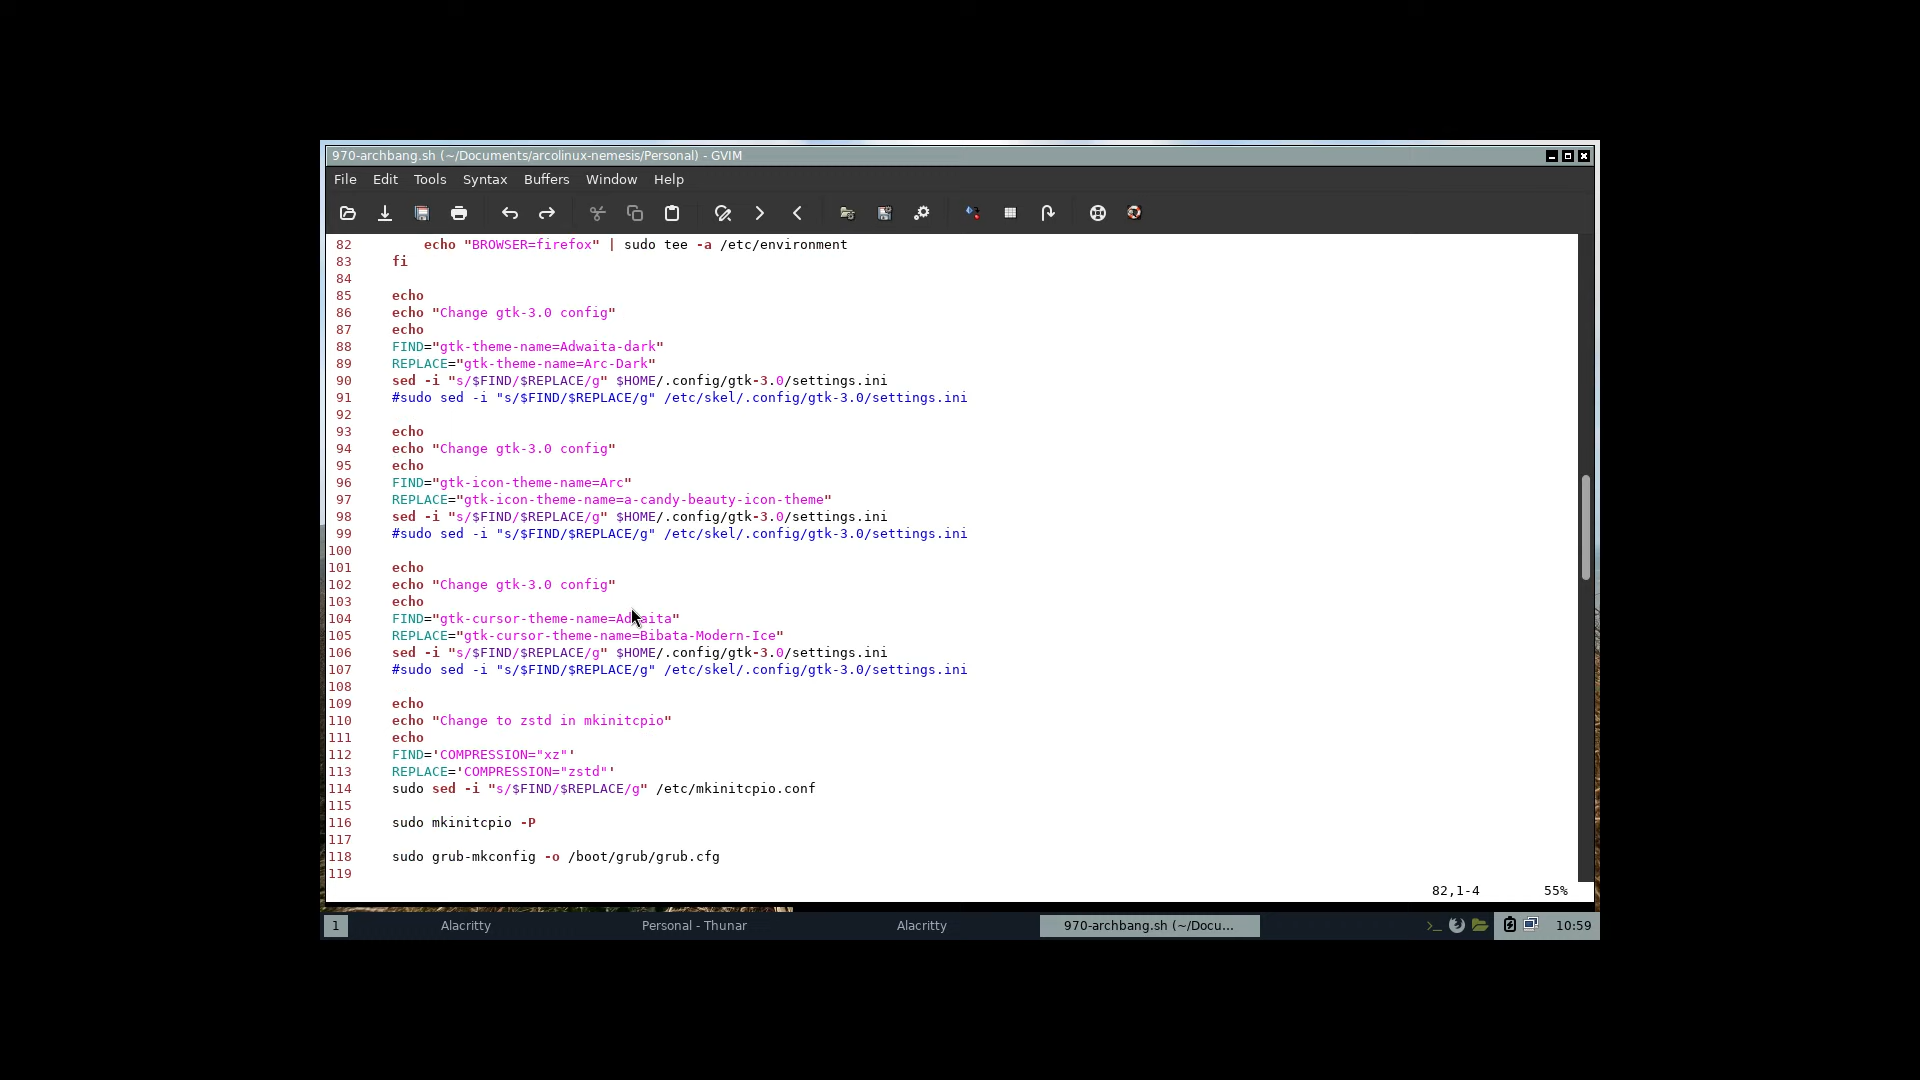 970-archbang.sh (~/Documents/arcolinux-nemesis/Personal) - GVIM
File Edit Tools Syntax Buffers Window Help
82 echo "BROWSER=firefox" | sudo tee -a /etc/environment
83 fi
84
85 echo
86 echo "Change gtk-3.0 config"
87 echo
88 FIND="gtk-theme-name=Adwaita-dark"
89 REPLACE="gtk-theme-name=Arc-Dark"
90 sed -i "s/$FIND/$REPLACE/g" $HOME/.config/gtk-3.0/settings.ini
91 #sudo sed -i "s/$FIND/$REPLACE/g" /etc/skel/.config/gtk-3.0/settings.ini
92
93 echo
94 echo "Change gtk-3.0 config"
95 echo
96 FIND="gtk-icon-theme-name=Arc"
97 REPLACE="gtk-icon-theme-name=a-candy-beauty-icon-theme"
98 sed -i "s/$FIND/$REPLACE/g" $HOME/.config/gtk-3.0/settings.ini
99 #sudo sed -i "s/$FIND/$REPLACE/g" /etc/skel/.config/gtk-3.0/settings.ini
100
101 echo
102 echo "Change gtk-3.0 config"
103 echo
104 FIND="gtk-cursor-theme-name=Adwaita"
105 REPLACE="gtk-cursor-theme-name=Bibata-Modern-Ice"
106 sed -i "s/$FIND/$REPLACE/g" $HOME/.config/gtk-3.0/settings.ini
107 #sudo sed -i "s/$FIND/$REPLACE/g" /etc/skel/.config/gtk-3.0/settings.ini
108
109 echo
110 echo "Change to zstd in mkinitcpio"
111 echo
112 FIND='COMPRESSION="xz"'
113 REPLACE='COMPRESSION="zstd"'
114 sudo sed -i "s/$FIND/$REPLACE/g" /etc/mkinitcpio.conf
115
116 sudo mkinitcpio -P
117
118 sudo grub-mkconfig -o /boot/grub/grub.cfg
119
82,1-4 55%
1 Alacritty Personal - Thunar Alacritty 970-archbang.sh (~/Docu... 10:59